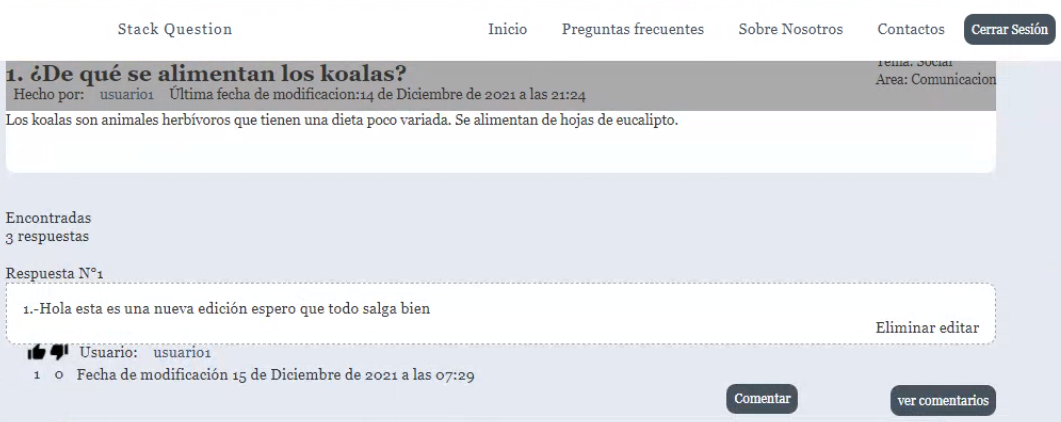 Stack Question Inicio Preguntas frecuentes Sobre Nosotros Contactos Cerrar Sesión
1. ¿De qué se alimentan los koalas?
Tema: Social
Hecho por: usuario1 Última fecha de modificacion:14 de Diciembre de 2021 a las 21:24
Area: Comunicacion
Los koalas son animales herbívoros que tienen una dieta poco variada. Se alimentan de hojas de eucalipto.
Encontradas
3 respuestas
Respuesta N°1
1.-Hola esta es una nueva edición espero que todo salga bien
Eliminar editar
Usuario: usuario1
1 0 Fecha de modificación 15 de Diciembre de 2021 a las 07:29
Comentar ver comentarios